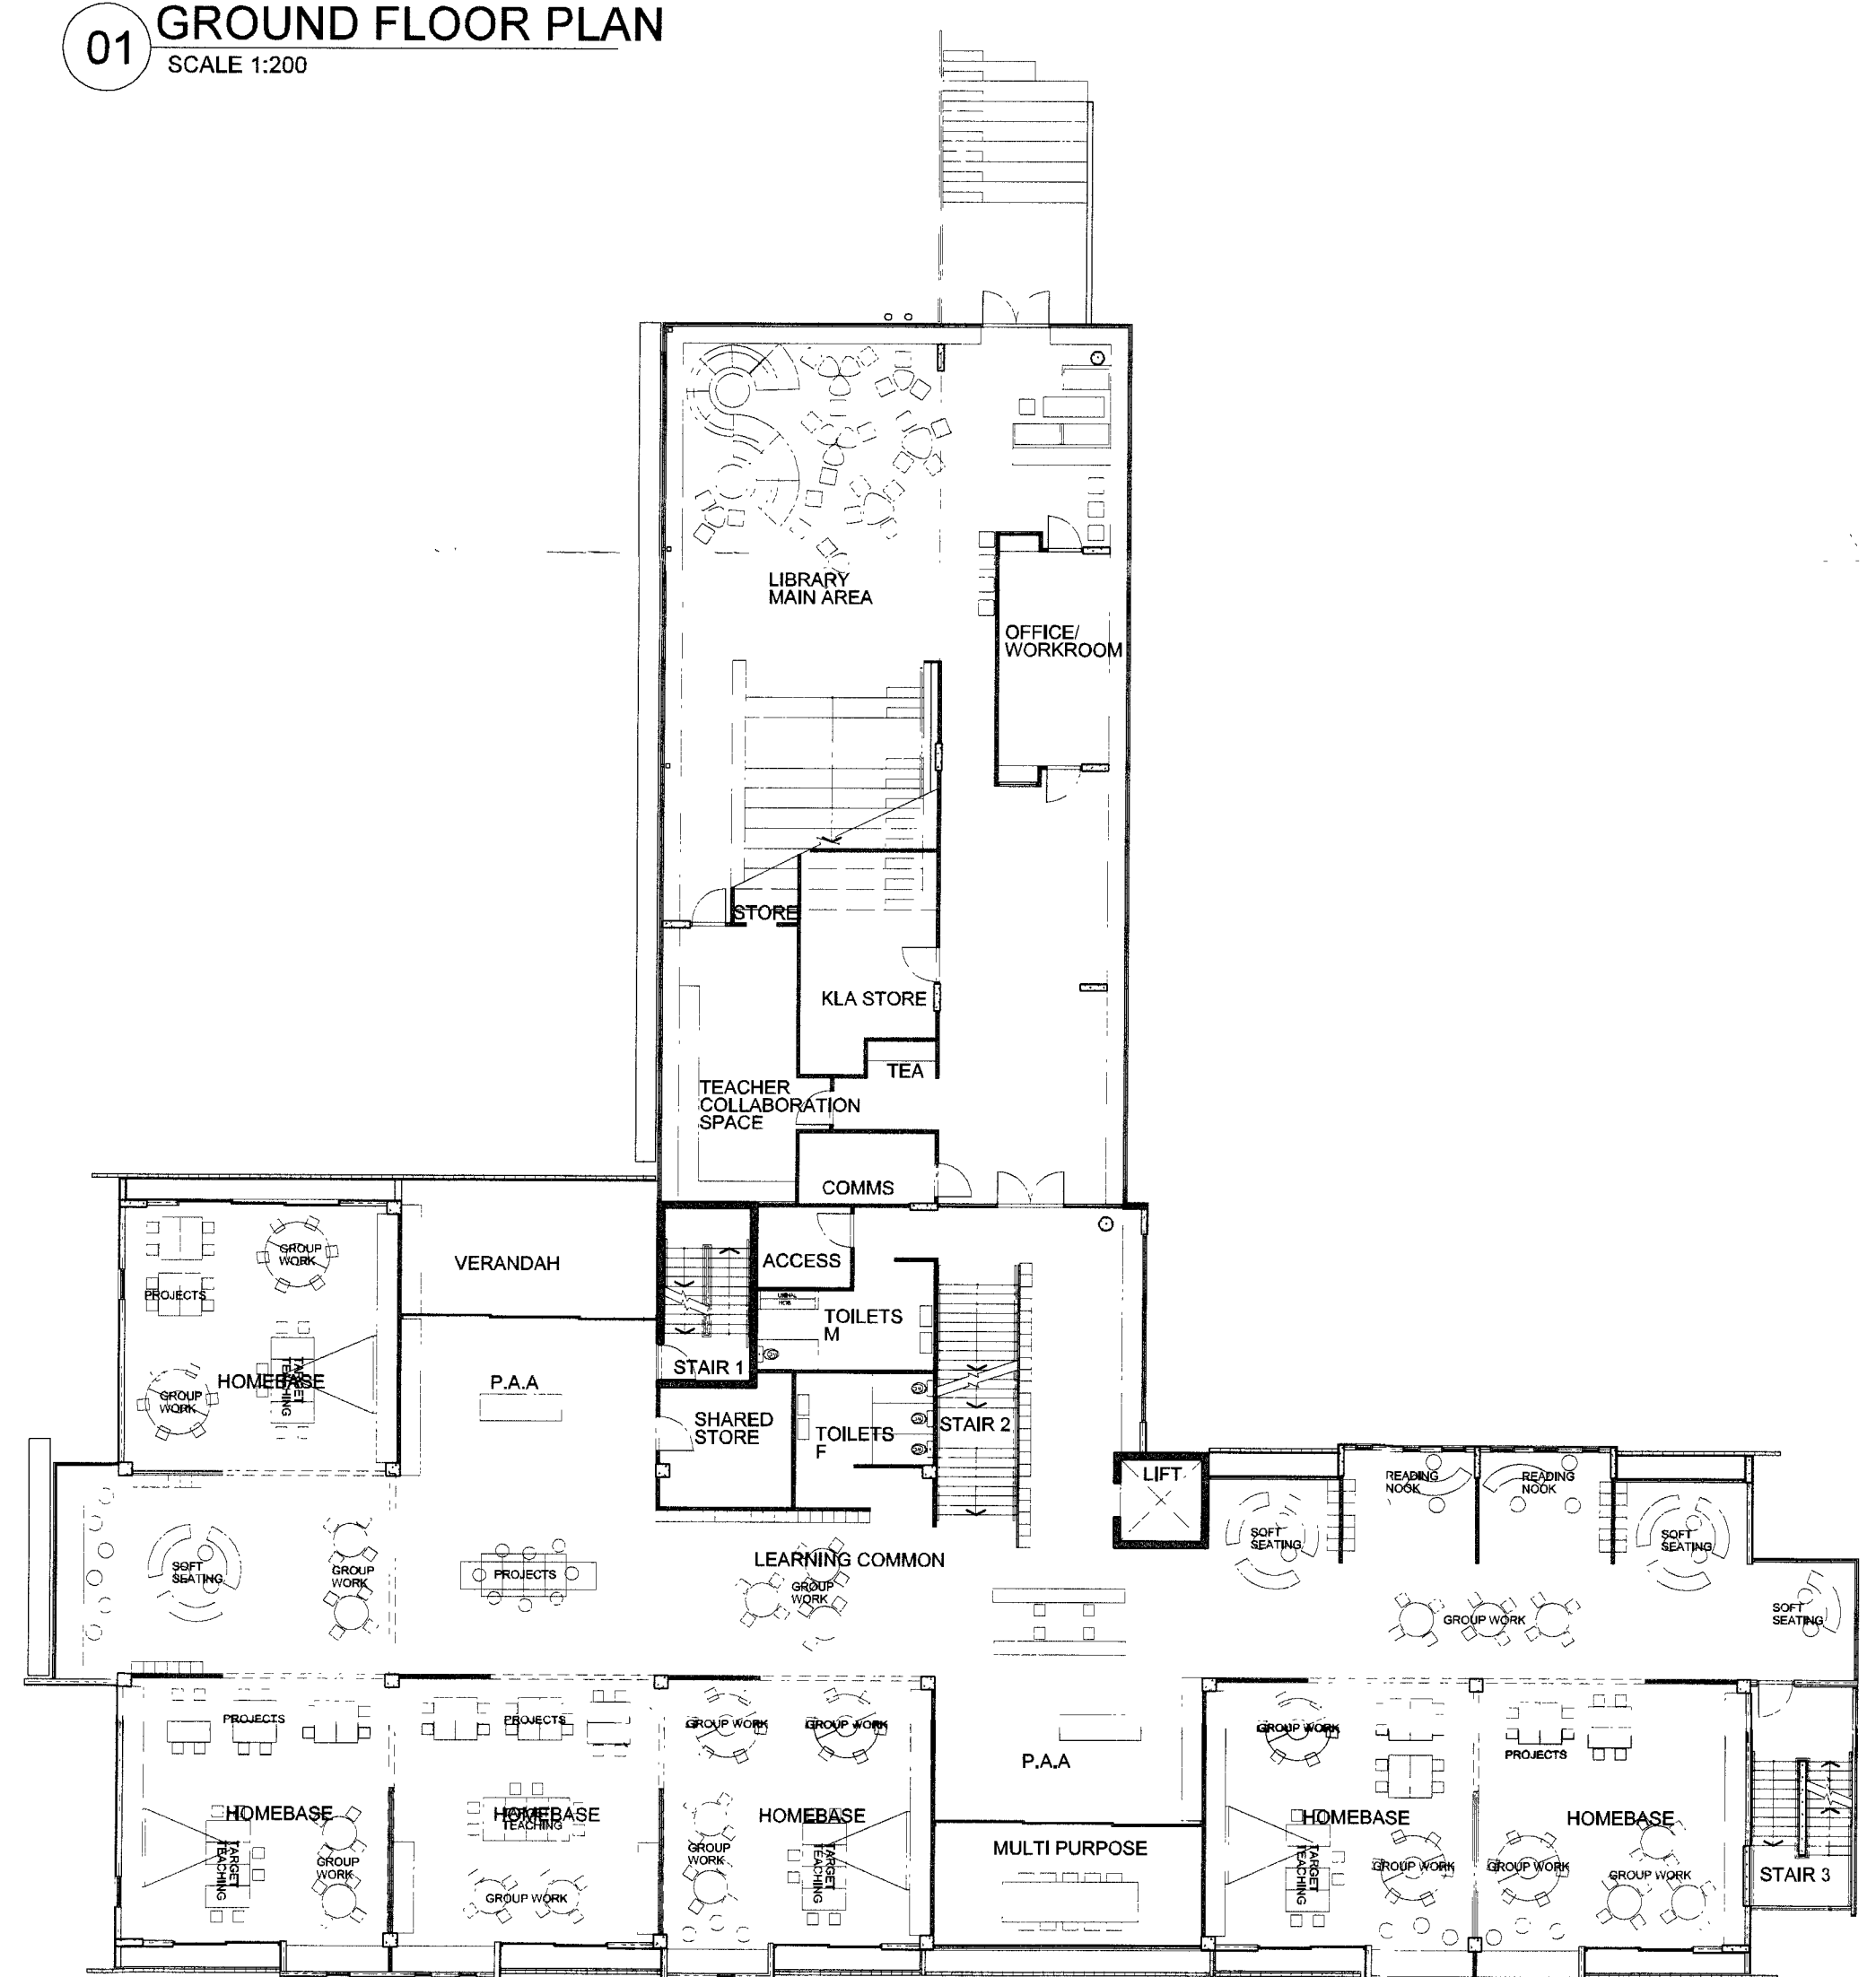 01
GROUND FLOOR PLAN
SCALE 1:200
LIBRARY
MAIN AREA
OFFICE/
WORKROOM
STORE
KLA STORE
TEA
TEACHER
COLLABORATION
SPACE
COMMS
VERANDAH
ACCESS
GROUP
WORK
PROJECTS
TOILETS
M
STAIR 1
TARGET
TEACHING
HOMEBASE
P.A.A
GROUP
WORK
SHARED
STORE
TOILETS
F
STAIR 2
LIFT
READING
NOOK
READING
NOOK
SOFT
SEATING
SOFT
SEATING
LEARNING COMMON
SOFT
SEATING
GROUP
WORK
PROJECTS
GROUP
WORK
GROUP WORK
SOFT
SEATING
PROJECTS
PROJECTS
GROUP WORK
GROUP WORK
GROUP WORK
PROJECTS
P.A.A
HOMEBASE
HOMEBASE
TEACHING
HOMEBASE
HOMEBASE
HOMEBASE
MULTI PURPOSE
TARGET
TEACHING
GROUP
WORK
GROUP WORK
GROUP
WORK
TARGET
TEACHING
TARGET
TEACHING
GROUP WORK
GROUP WORK
GROUP WORK
STAIR 3